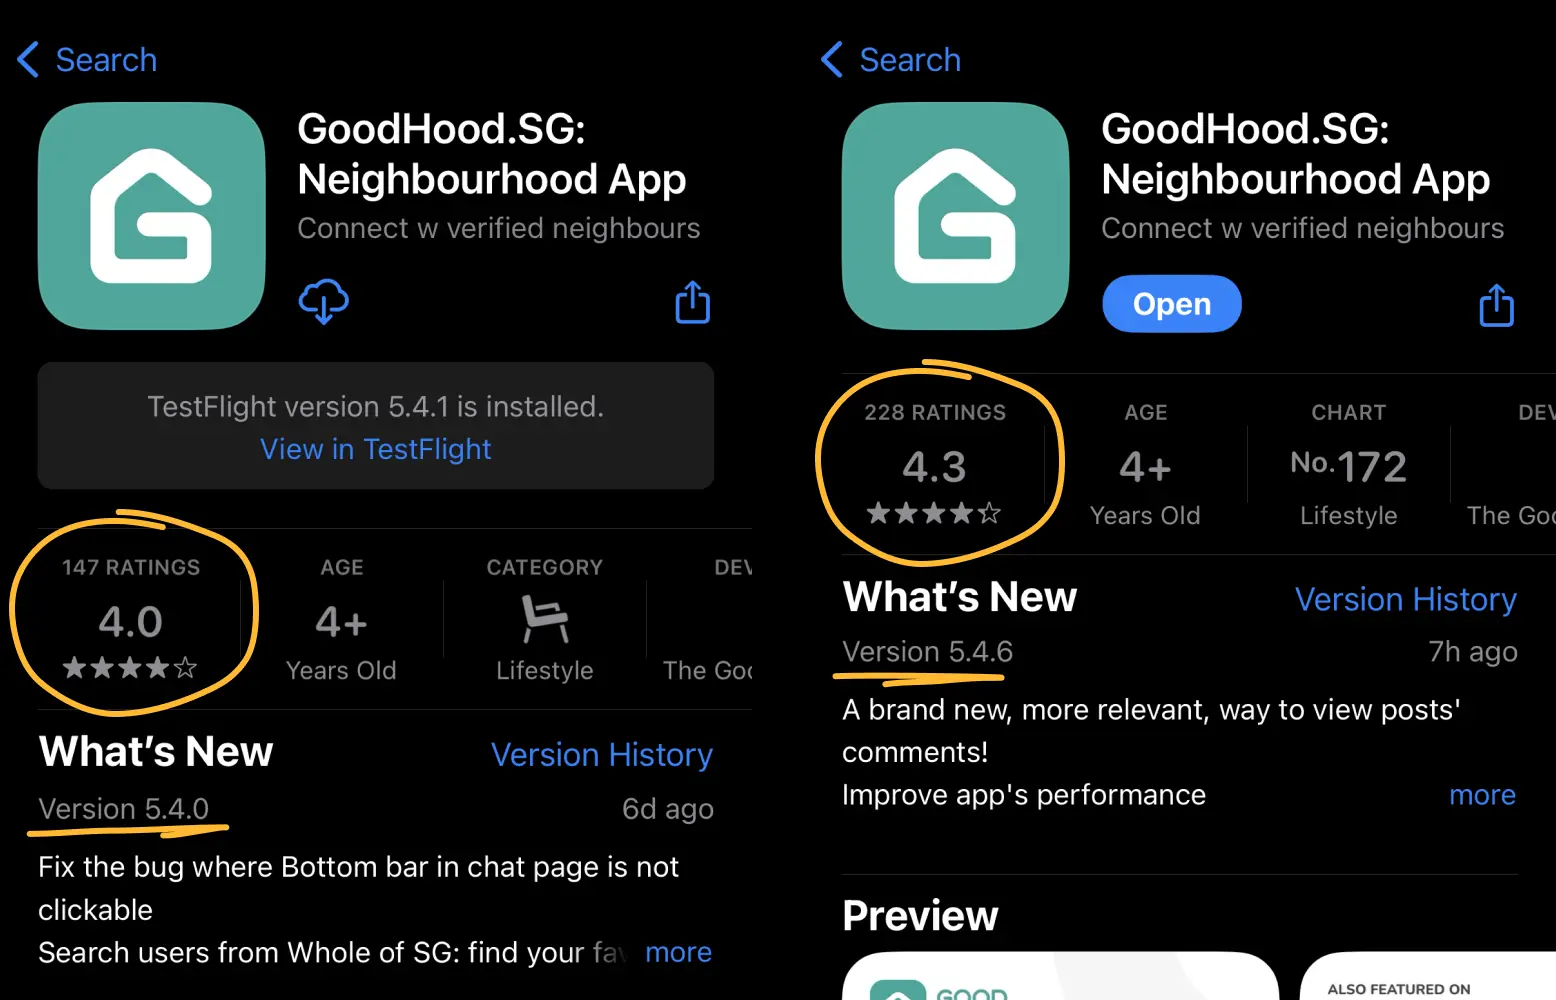 Search
GoodHood.SG:
Neighbourhood App
Connect w verified neighbours
TestFlight version 5.4.1 is installed.
View in TestFlight
147 RATINGS
4.0
AGE
4+
Years Old
CATEGORY
Lifestyle
DEV
The Goo
What's New
Version History
Version 5.4.0
6d ago
Fix the bug where Bottom bar in chat page is not
clickable
Search users from Whole of SG: find your fav
more
Search
GoodHood.SG:
Neighbourhood App
Connect w verified neighbours
Open
228 RATINGS
4.3
AGE
4+
Years Old
CHART
No.172
Lifestyle
DEV
The Goo
What's New
Version History
Version 5.4.6
7h ago
A brand new, more relevant, way to view posts'
comments!
Improve app's performance
more
Preview
GOOD
ALSO FEATURED ON